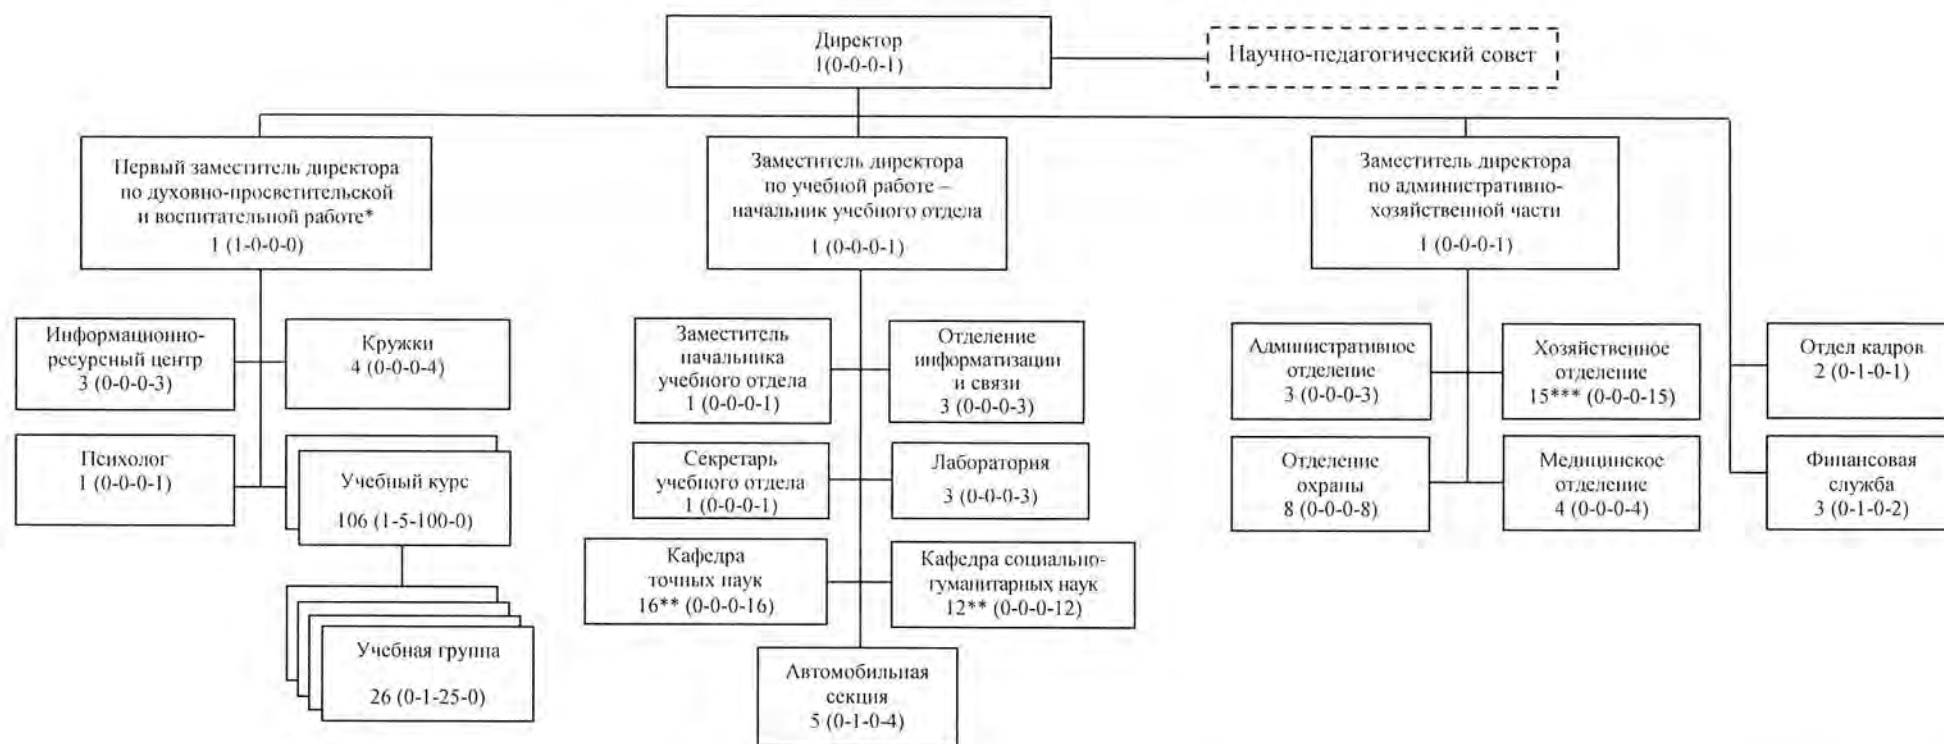 Директор
1(0-0-0-1)
Научно-педагогический совет
Первый заместитель директора
по духовно-просветительской
и воспитательной работе*
1 (1-0-0-0)
Заместитель директора
по учебной работе –
начальник учебного отдела
1 (0-0-0-1)
Заместитель директора
по административно-
хозяйственной части
1 (0-0-0-1)
Информационно-
ресурсный центр
3 (0-0-0-3)
Кружки
4 (0-0-0-4)
Психолог
1 (0-0-0-1)
Учебный курс
106 (1-5-100-0)
Учебная группа
26 (0-1-25-0)
Заместитель
начальника
учебного отдела
1 (0-0-0-1)
Отделение
информатизации
и связи
3 (0-0-0-3)
Секретарь
учебного отдела
1 (0-0-0-1)
Лаборатория
3 (0-0-0-3)
Кафедра
точных наук
16** (0-0-0-16)
Кафедра социально-
гуманитарных наук
12** (0-0-0-12)
Автомобильная
секция
5 (0-1-0-4)
Административное
отделение
3 (0-0-0-3)
Хозяйственное
отделение
15*** (0-0-0-15)
Отделение
охраны
8 (0-0-0-8)
Медицинское
отделение
4 (0-0-0-4)
Отдел кадров
2 (0-1-0-1)
Финансовая
служба
3 (0-1-0-2)